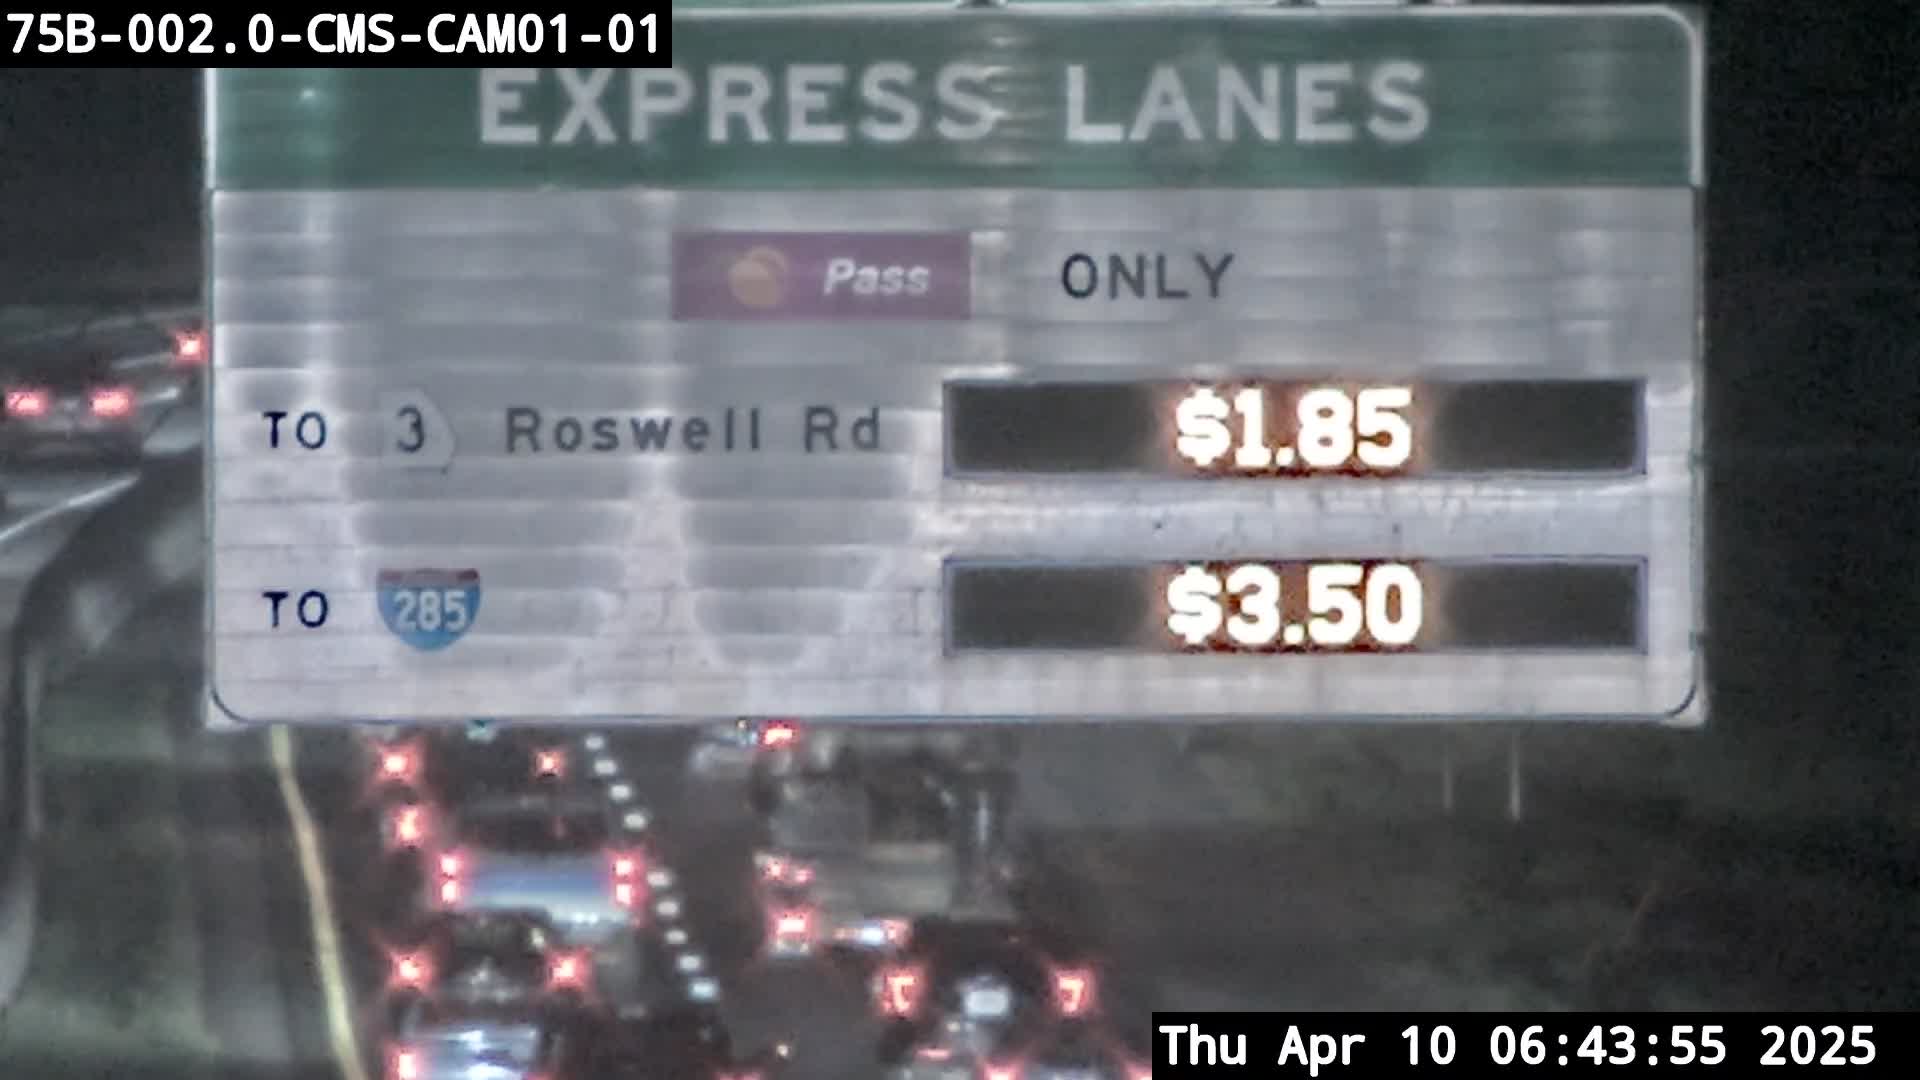 75B-002.0-CMS-CAM01-01
EXPRESS LANES
Pass ONLY
TO 3 Roswell Rd $1.85
TO 285 $3.50
Thu Apr 10 06:43:55 2025